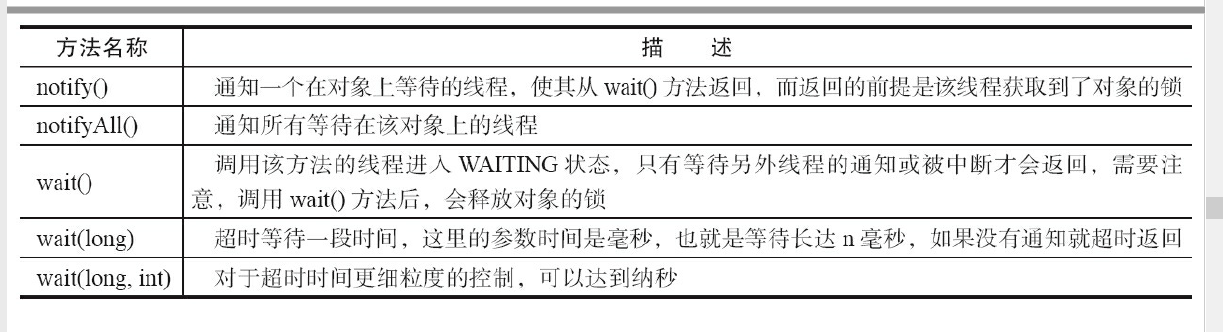 方法名称 描 述
notify() 通知一个在对象上等待的线程，使其从 wait() 方法返回，而返回的前提是该线程获取到了对象的锁
notifyAll() 通知所有等待在该对象上的线程
wait() 调用该方法的线程进入 WAITING 状态，只有等待另外线程的通知或被中断才会返回，需要注
意，调用 wait() 方法后，会释放对象的锁
wait(long) 超时等待一段时间，这里的参数时间是毫秒，也就是等待长达 n 毫秒，如果没有通知就超时返回
wait(long, int) 对于超时时间更细粒度的控制，可以达到纳秒